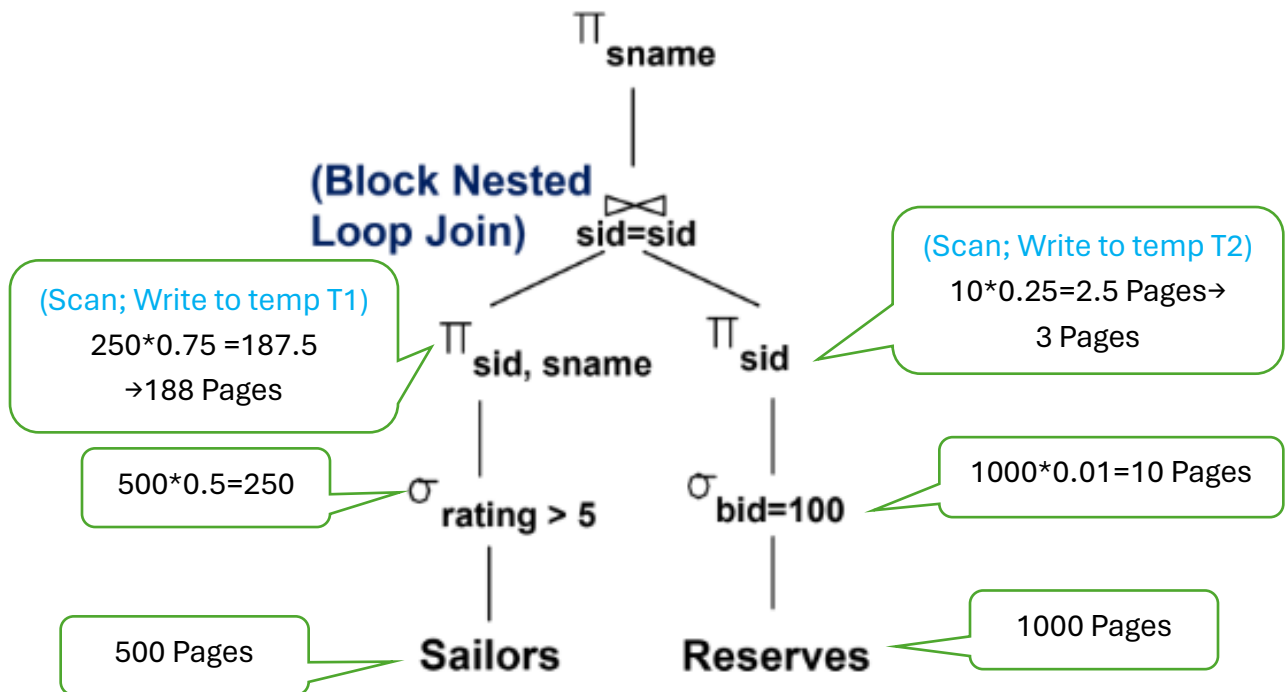 π sname
(Block Nested
Loop Join)
⋈
sid=sid
(Scan; Write to temp T1)
250*0.75 =187.5
→188 Pages
(Scan; Write to temp T2)
10*0.25=2.5 Pages→
3 Pages
π sid, sname
π sid
500*0.5=250
σ rating > 5
σ bid=100
1000*0.01=10 Pages
500 Pages
Sailors
Reserves
1000 Pages